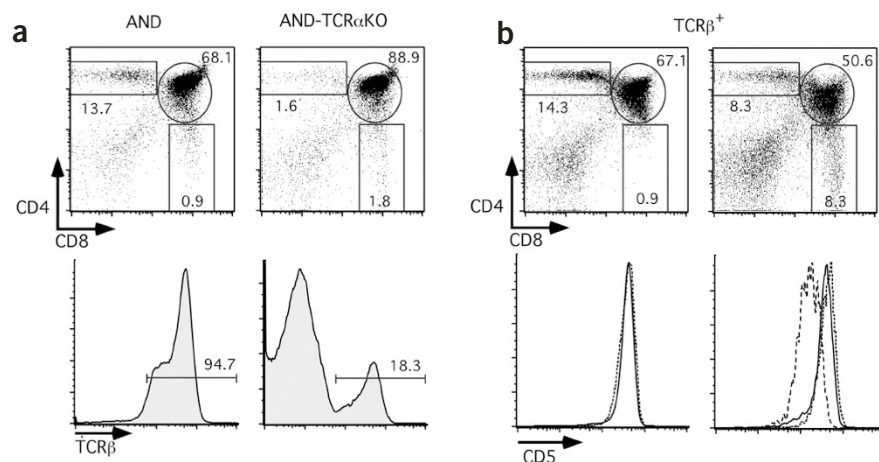 a
AND
AND-TCRαKO
68.1
88.9
13.7
1.6
0.9
1.8
CD4
CD8
94.7
18.3
TCRβ
b
TCRβ+
67.1
50.6
14.3
8.3
0.9
8.3
CD4
CD8
CD5